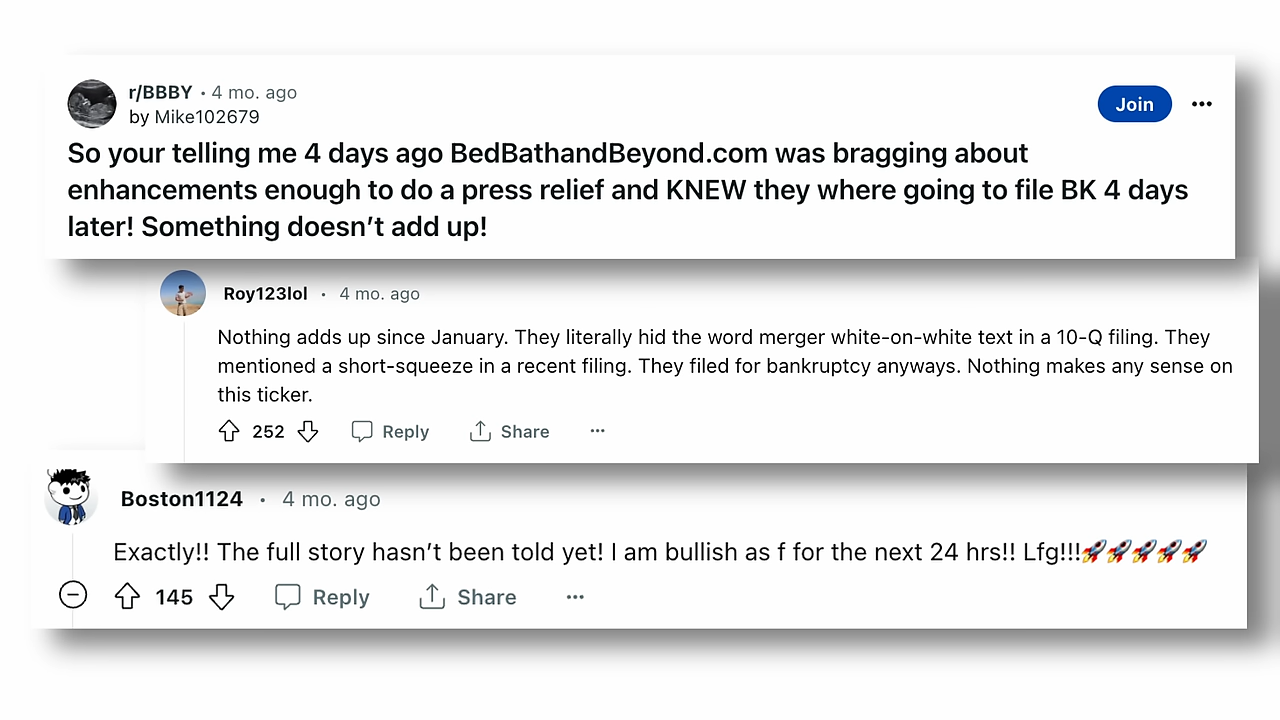 r/BBBY · 4 mo. ago
by Mike102679
Join
So your telling me 4 days ago BedBathandBeyond.com was bragging about
enhancements enough to do a press relief and KNEW they where going to file BK 4 days
later! Something doesn’t add up!
Roy123lol · 4 mo. ago
Nothing adds up since January. They literally hid the word merger white-on-white text in a 10-Q filing. They
mentioned a short-squeeze in a recent filing. They filed for bankruptcy anyways. Nothing makes any sense on
this ticker.
252 Reply Share
Boston1124 · 4 mo. ago
Exactly!! The full story hasn’t been told yet! I am bullish as f for the next 24 hrs!! Lfg!!!🚀🚀🚀🚀🚀
145 Reply Share